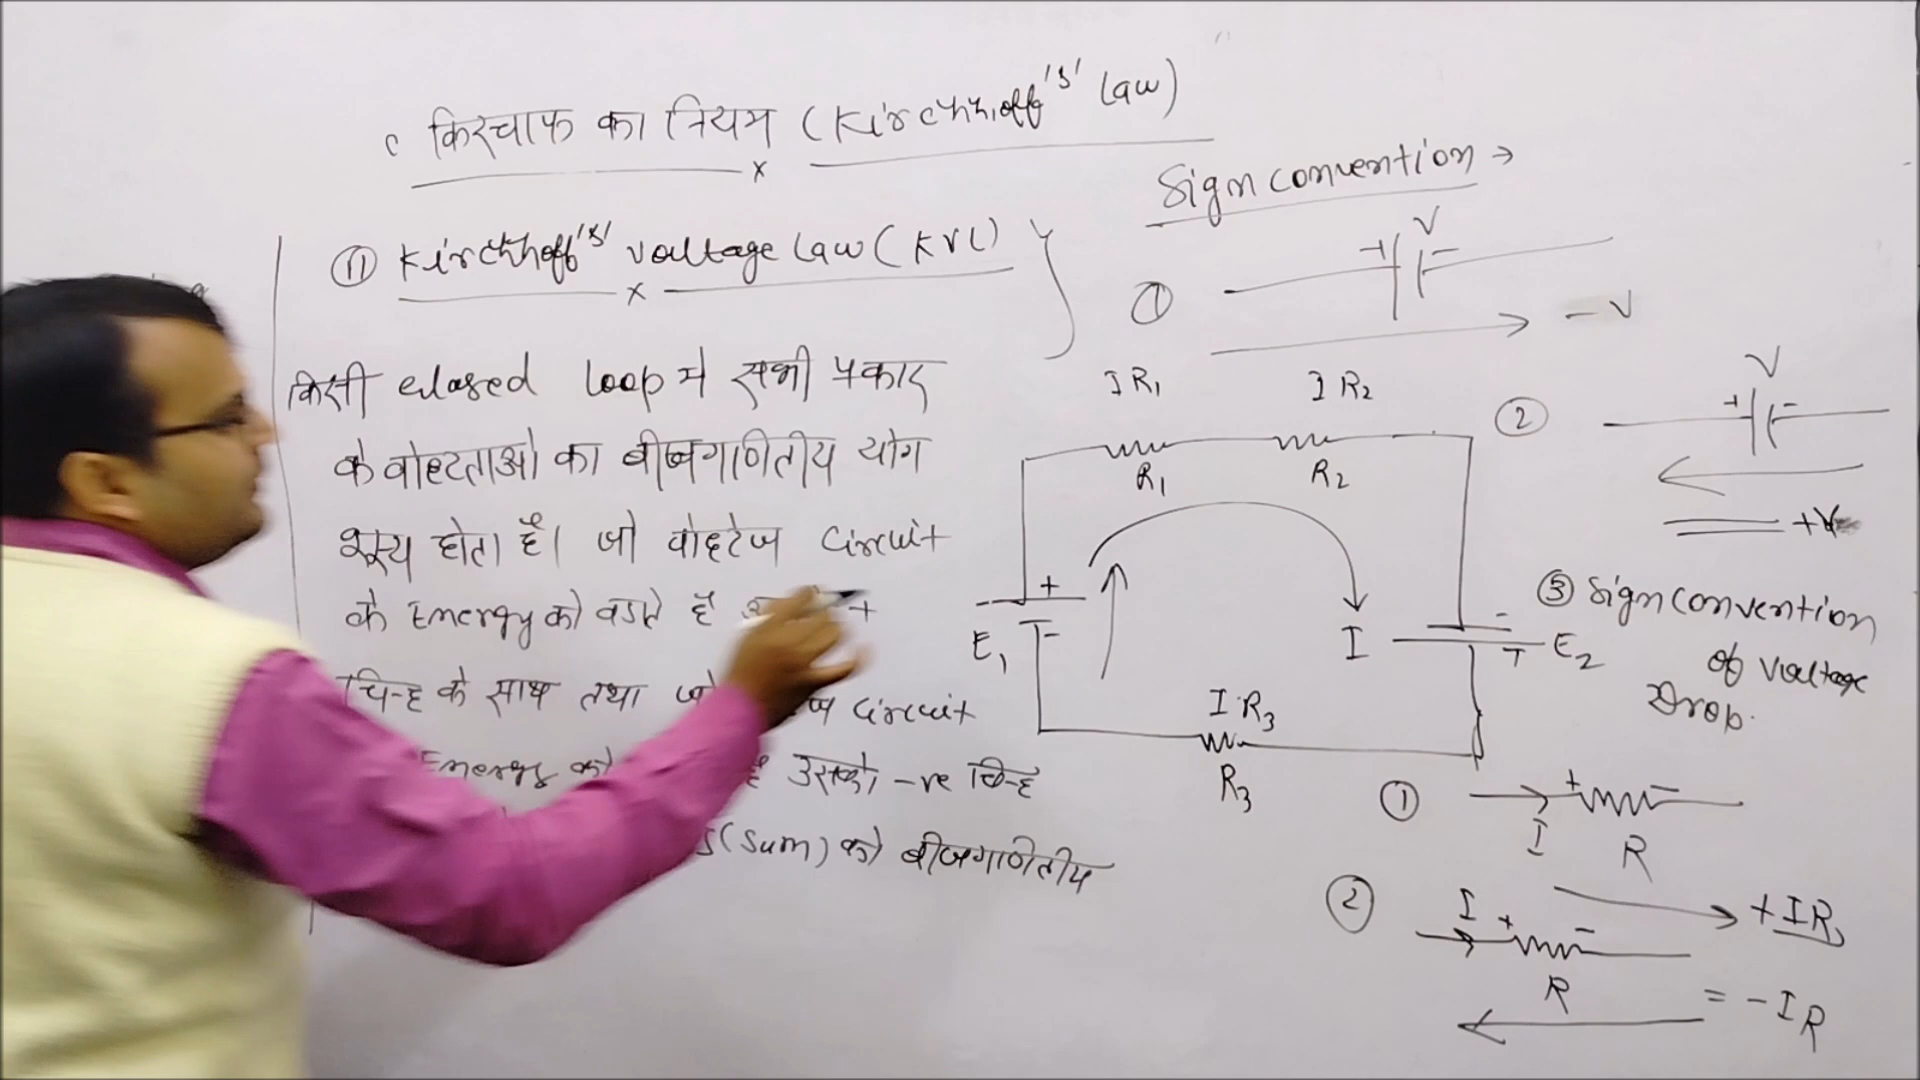 किरचाफ का नियम (Kirchhoff's' Law)
(11) Kirchhoff's' voltage Law (KVL)
किसी closed Loop मे सभी प्रकार
के वोल्टताओ का बीजगणितीय योग
शून्य होता है। जो वोल्टेज Circuit
के Energy को बढाते है +
चिन्ह के साथ तथा Circuit
Energy को है उसको -ve चिन्ह
(Sum) को बीजगणितीय
Sign convention →
① + V - - V
② + V - + V
IR₁ IR₂
R₁ R₂
+
E₁ -
I
- E₂
+
IR₃
R₃
③ Sign convention
of voltage
Drop.
① I + - R
+ IR,
② I + - R
= - IR